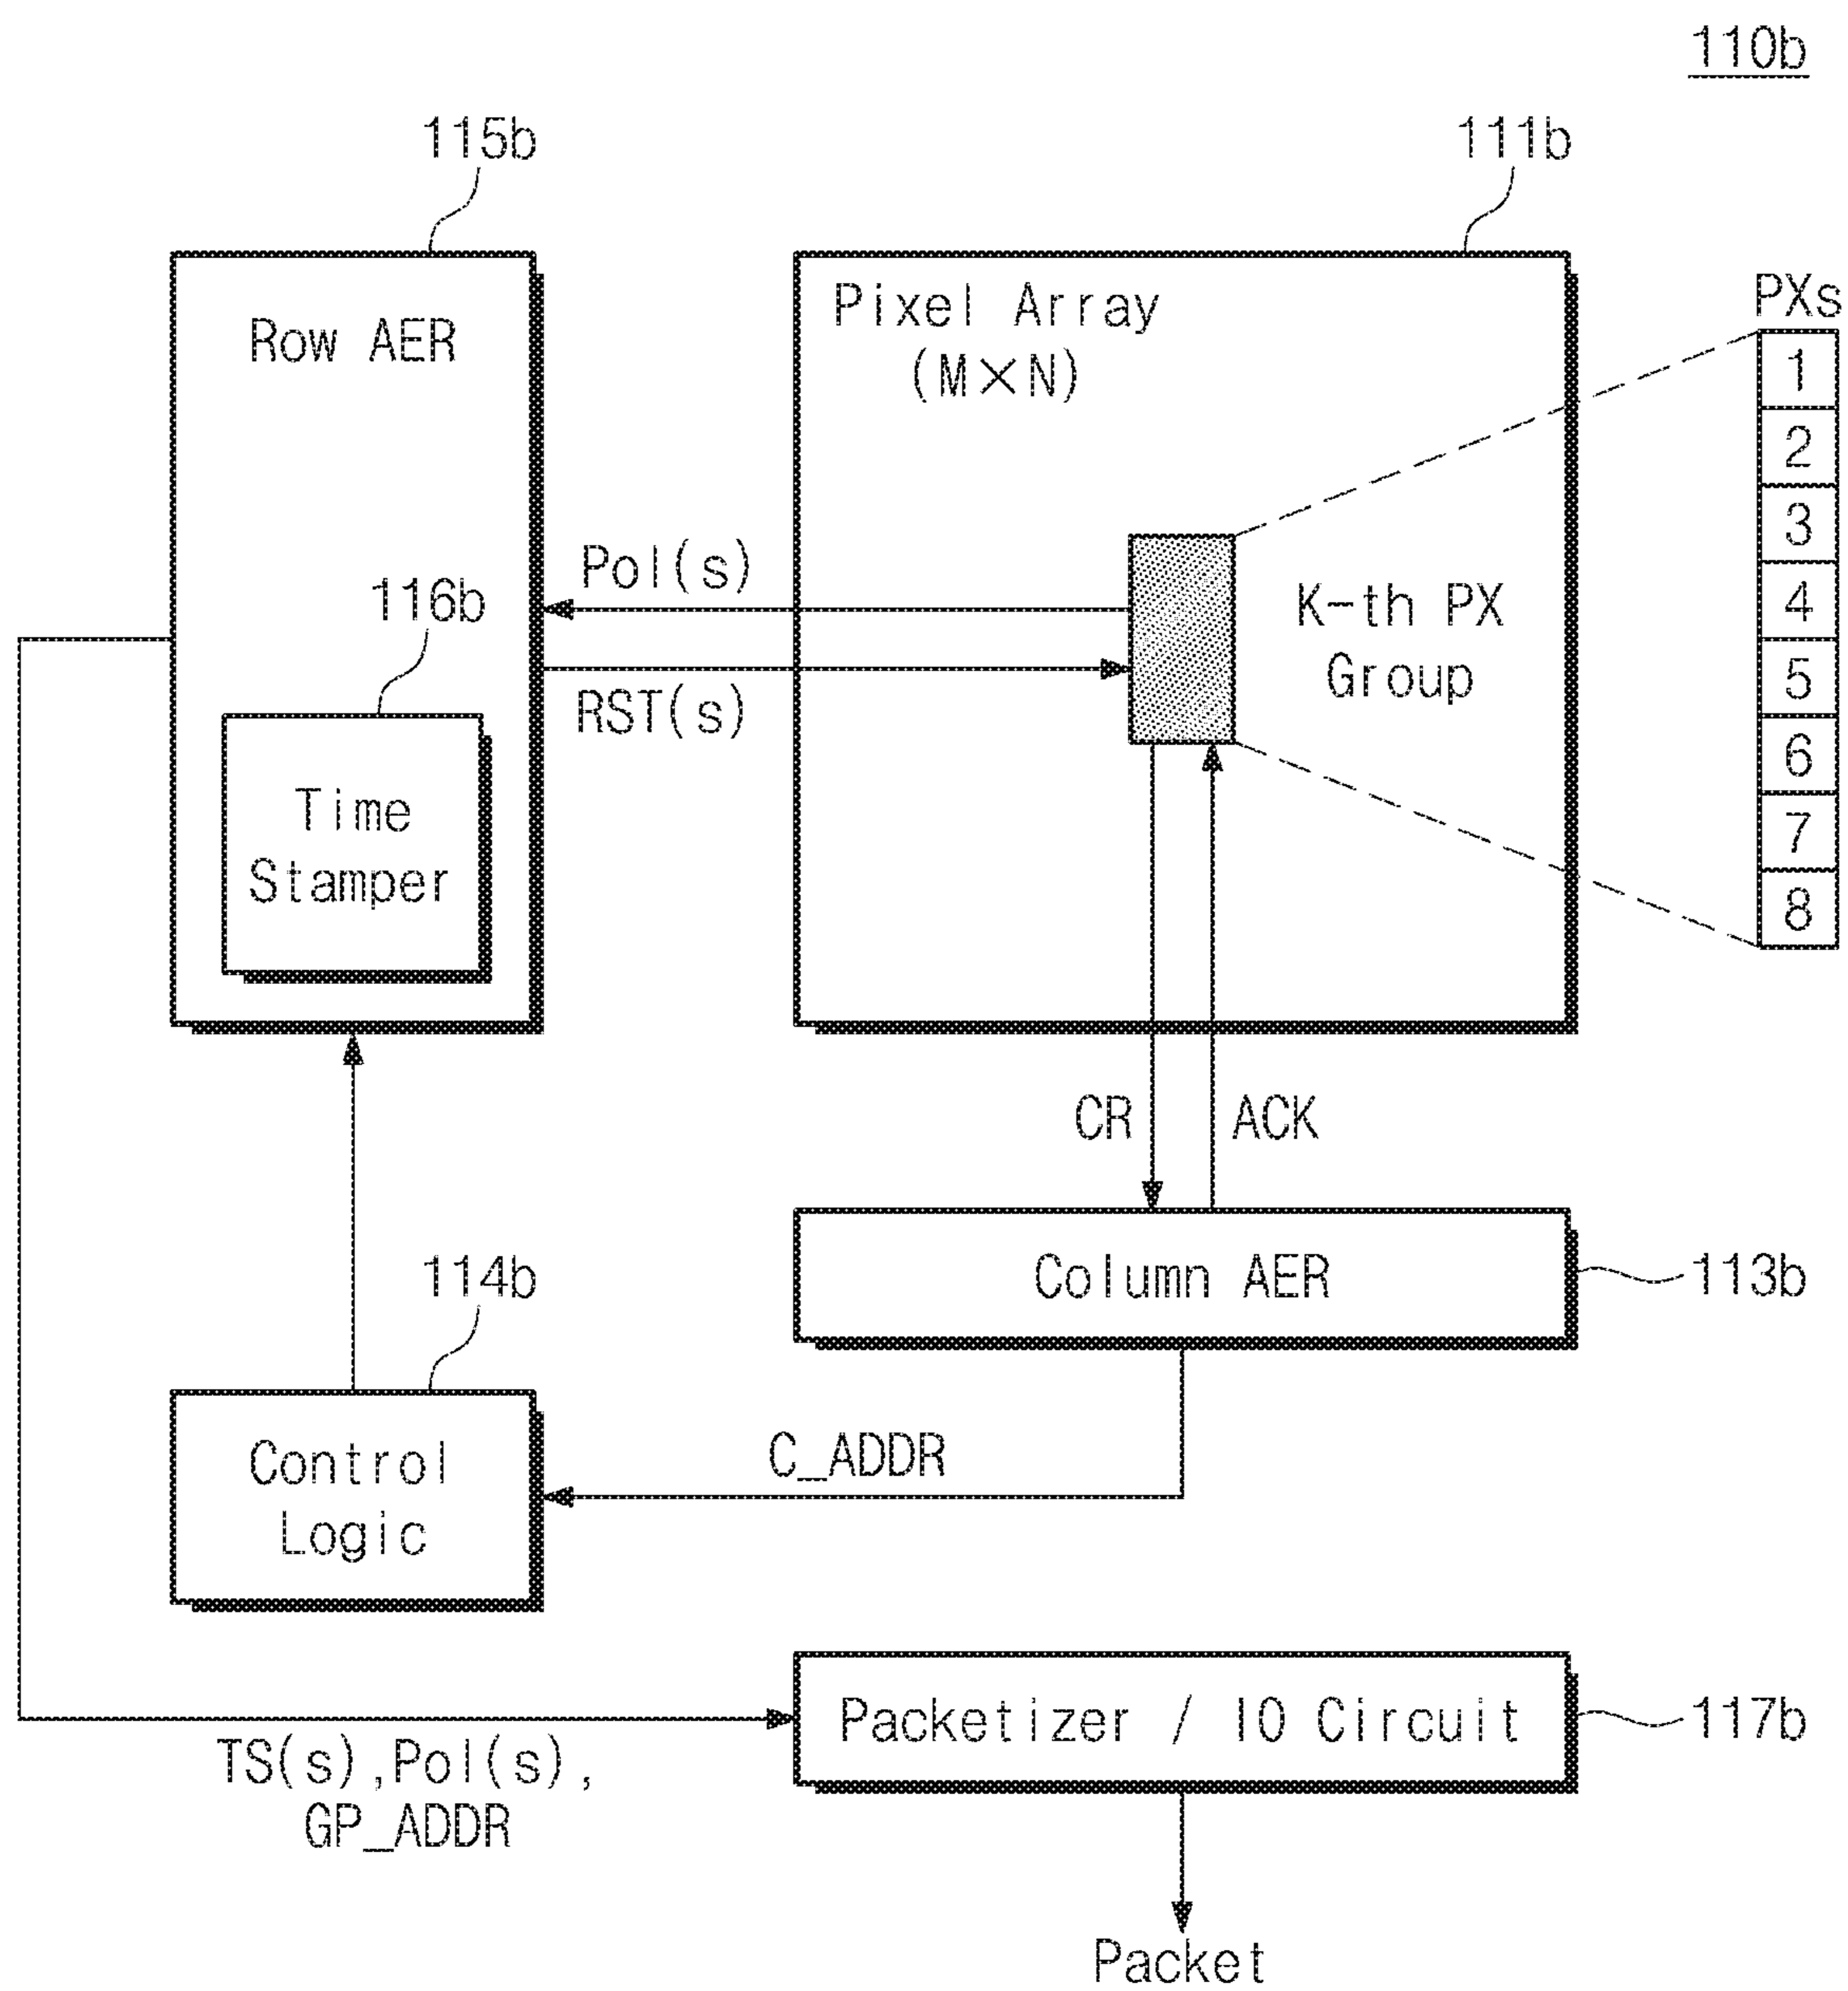 110b
115b
111b
Row AER
Pixel Array
(M×N)
PXs
1
2
3
4
5
6
7
8
Pol(s)
RST(s)
K-th PX
Group
116b
Time
Stamper
CR
ACK
Column AER
113b
114b
Control
Logic
C_ADDR
Packetizer / IO Circuit
117b
TS(s),Pol(s),
GP_ADDR
Packet